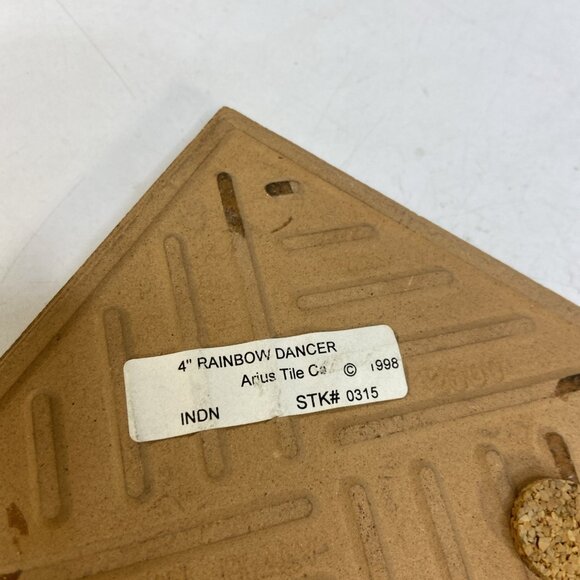 4" RAINBOW DANCER
Arius Tile Co © 1998
INDN STK# 0315